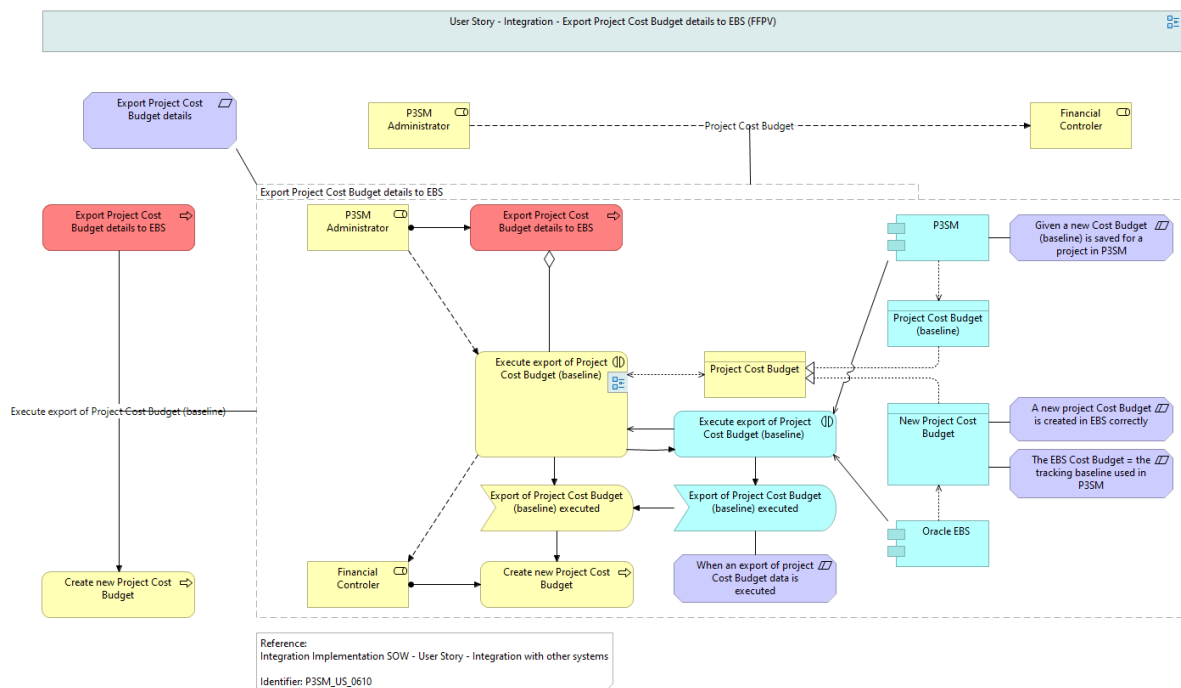 User Story - Integration - Export Project Cost Budget details to EBS (FFPV)
Export Project Cost
Budget details
P3SM
Administrator
Project Cost Budget
Financial
Controler
Export Project Cost Budget details to EBS
Export Project Cost
Budget details to EBS
P3SM
Administrator
Export Project Cost
Budget details to EBS
P3SM
Given a new Cost Budget
(baseline) is saved for a
project in P3SM
Project Cost Budget
(baseline)
Execute export of Project
Cost Budget (baseline)
Project Cost Budget
Execute export of Project Cost Budget (baseline)
Execute export of Project
Cost Budget (baseline)
New Project Cost
Budget
A new project Cost Budget
is created in EBS correctly
The EBS Cost Budget = the
tracking baseline used in
P3SM
Export of Project Cost Budget
(baseline) executed
Export of Project Cost Budget
(baseline) executed
Oracle EBS
Create new Project Cost
Budget
Financial
Controler
Create new Project Cost
Budget
When an export of project
Cost Budget data is
executed
Reference:
Integration Implementation SOW - User Story - Integration with other systems
Identifier: P3SM_US_0610